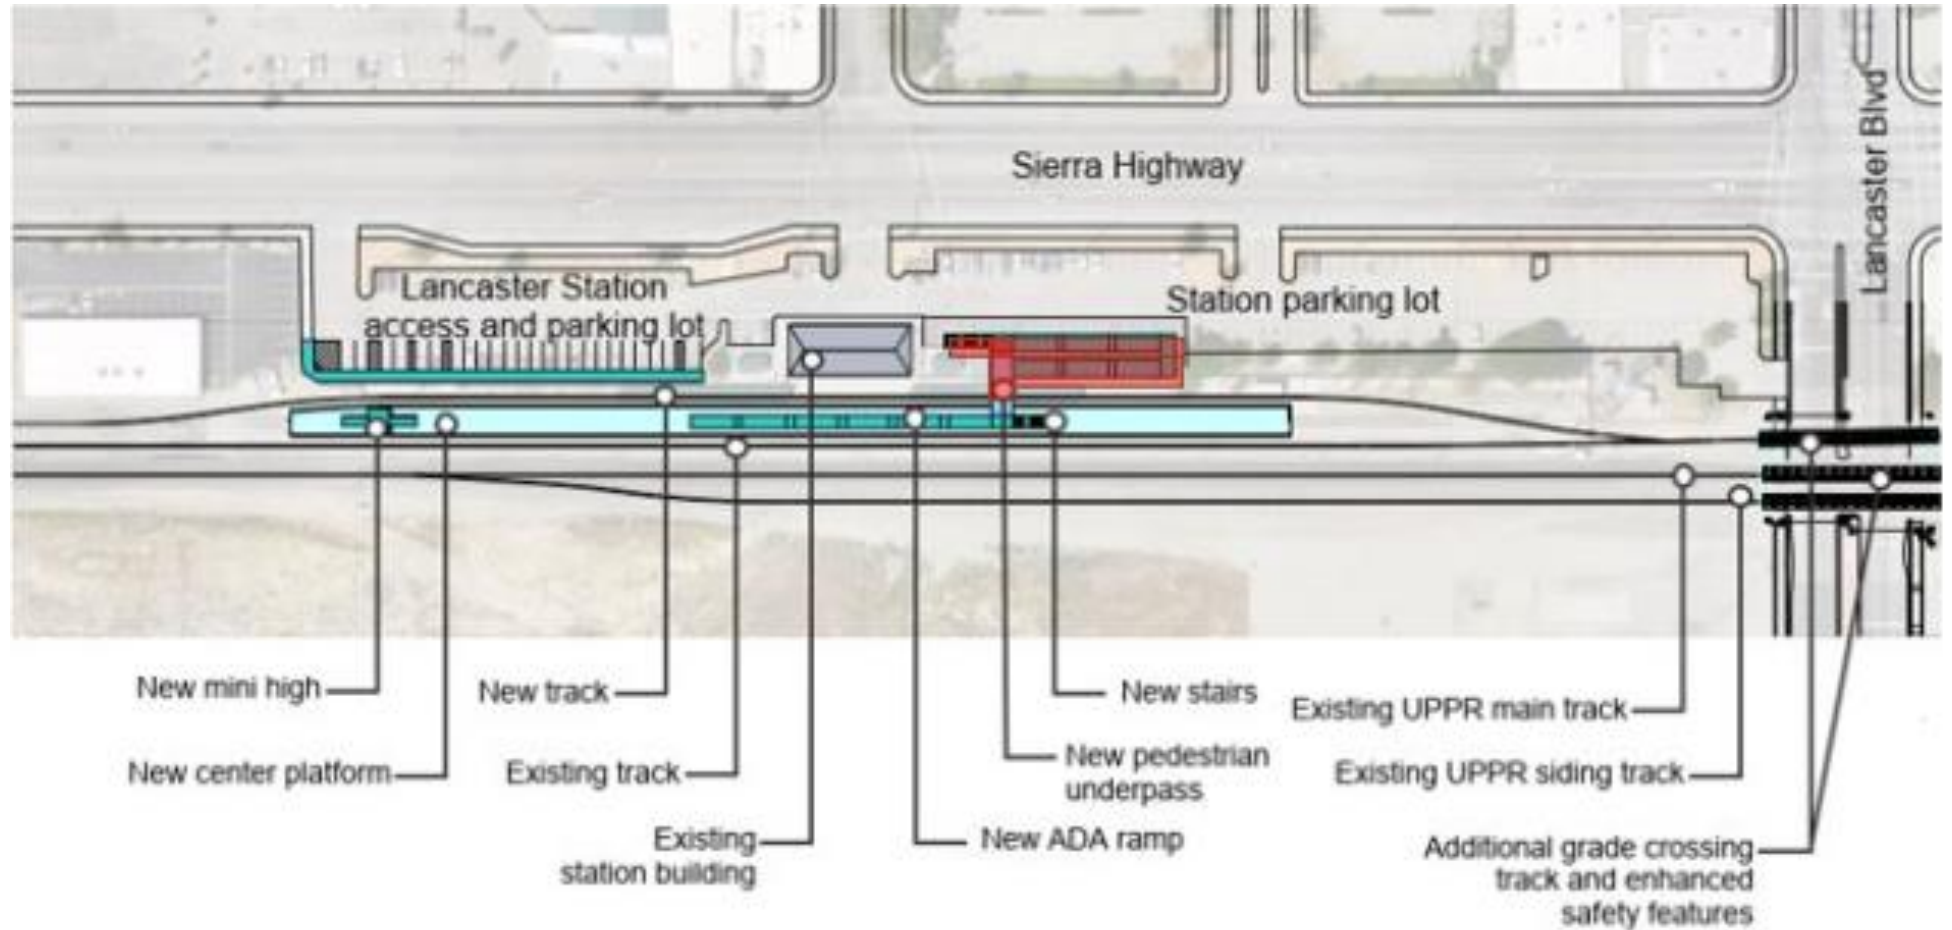 Lancaster Blvd
Sierra Highway
Lancaster Station
access and parking lot
Station parking lot
New mini high
New track
New stairs
Existing UPPR main track
New center platform
Existing track
New pedestrian
underpass
Existing UPPR siding track
Existing
station building
New ADA ramp
Additional grade crossing
track and enhanced
safety features